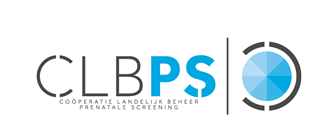 CLBPS
COÖPERATIE LANDELIJK BEHEER
PRENATALE SCREENING